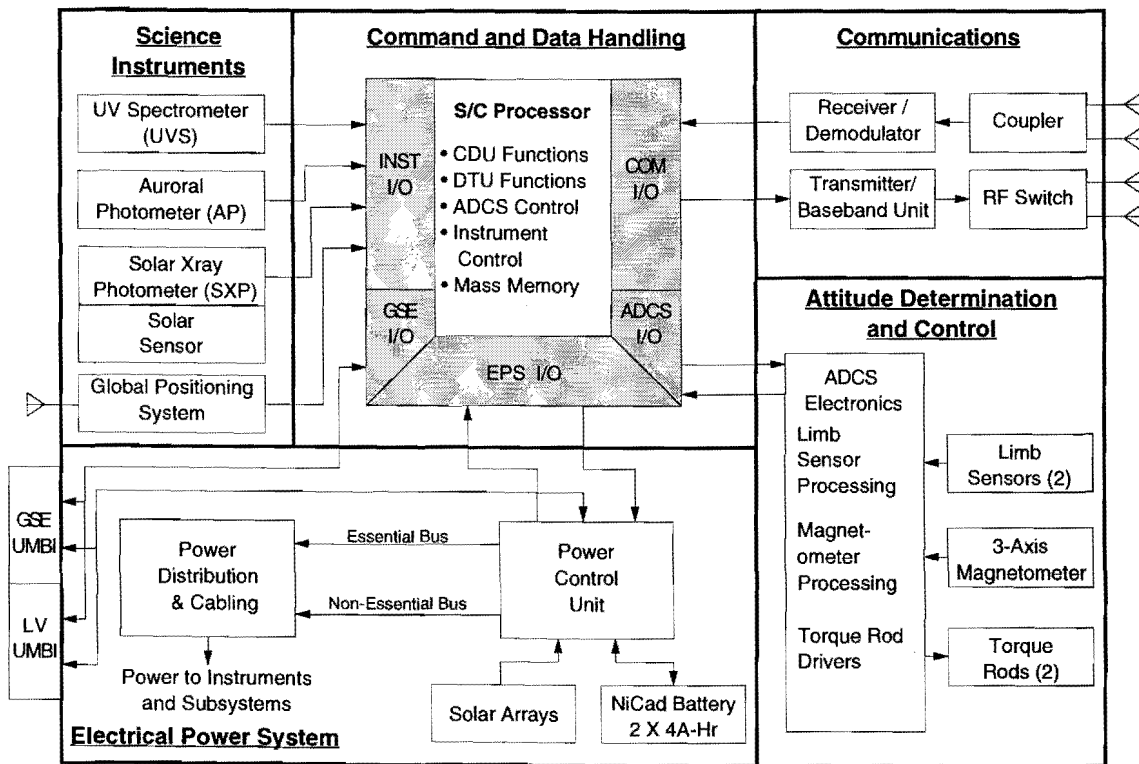 Science
Instruments
UV Spectrometer
(UVS)
Auroral
Photometer (AP)
Solar Xray
Photometer (SXP)
Solar
Sensor
Global Positioning
System
Command and Data Handling
S/C Processor
• CDU Functions
• DTU Functions
• ADCS Control
• Instrument
Control
• Mass Memory
INST
I/O
COM
I/O
GSE
I/O
ADCS
I/O
EPS I/O
Communications
Receiver /
Demodulator
Coupler
Transmitter/
Baseband Unit
RF Switch
Attitude Determination
and Control
ADCS
Electronics
Limb
Sensor
Processing
Magnet-
ometer
Processing
Torque Rod
Drivers
Limb
Sensors (2)
3-Axis
Magnetometer
Torque
Rods (2)
GSE
UMBI
LV
UMBI
Power
Distribution
& Cabling
Essential Bus
Non-Essential Bus
Power
Control
Unit
Power to Instruments
and Subsystems
Solar Arrays
NiCad Battery
2 X 4A-Hr
Electrical Power System